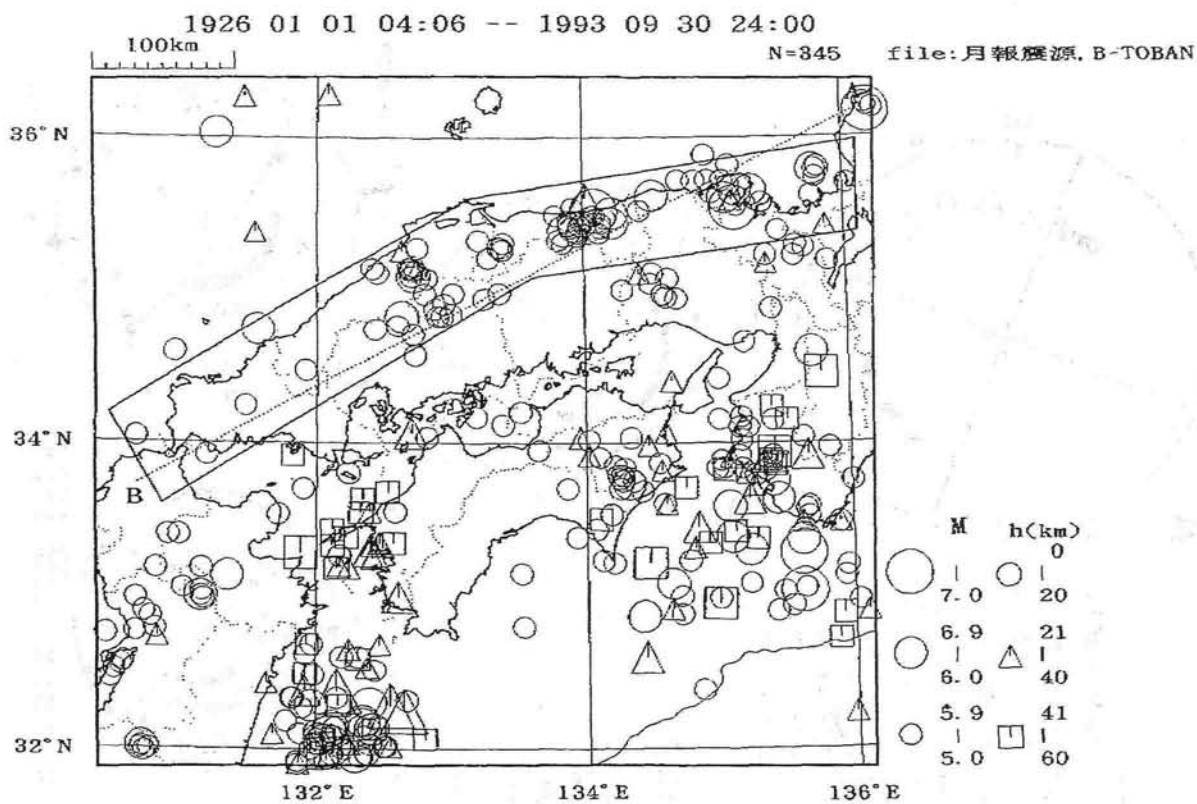 1926 01 01 04:06 -- 1993 09 30 24:00
100km
N=345
file:月報震源, B-TOBAN
36°N
34°N
32°N
B
132°E
134°E
136°E
M
h(km)
0
7.0
20
6.9
21
6.0
40
5.9
41
5.0
60